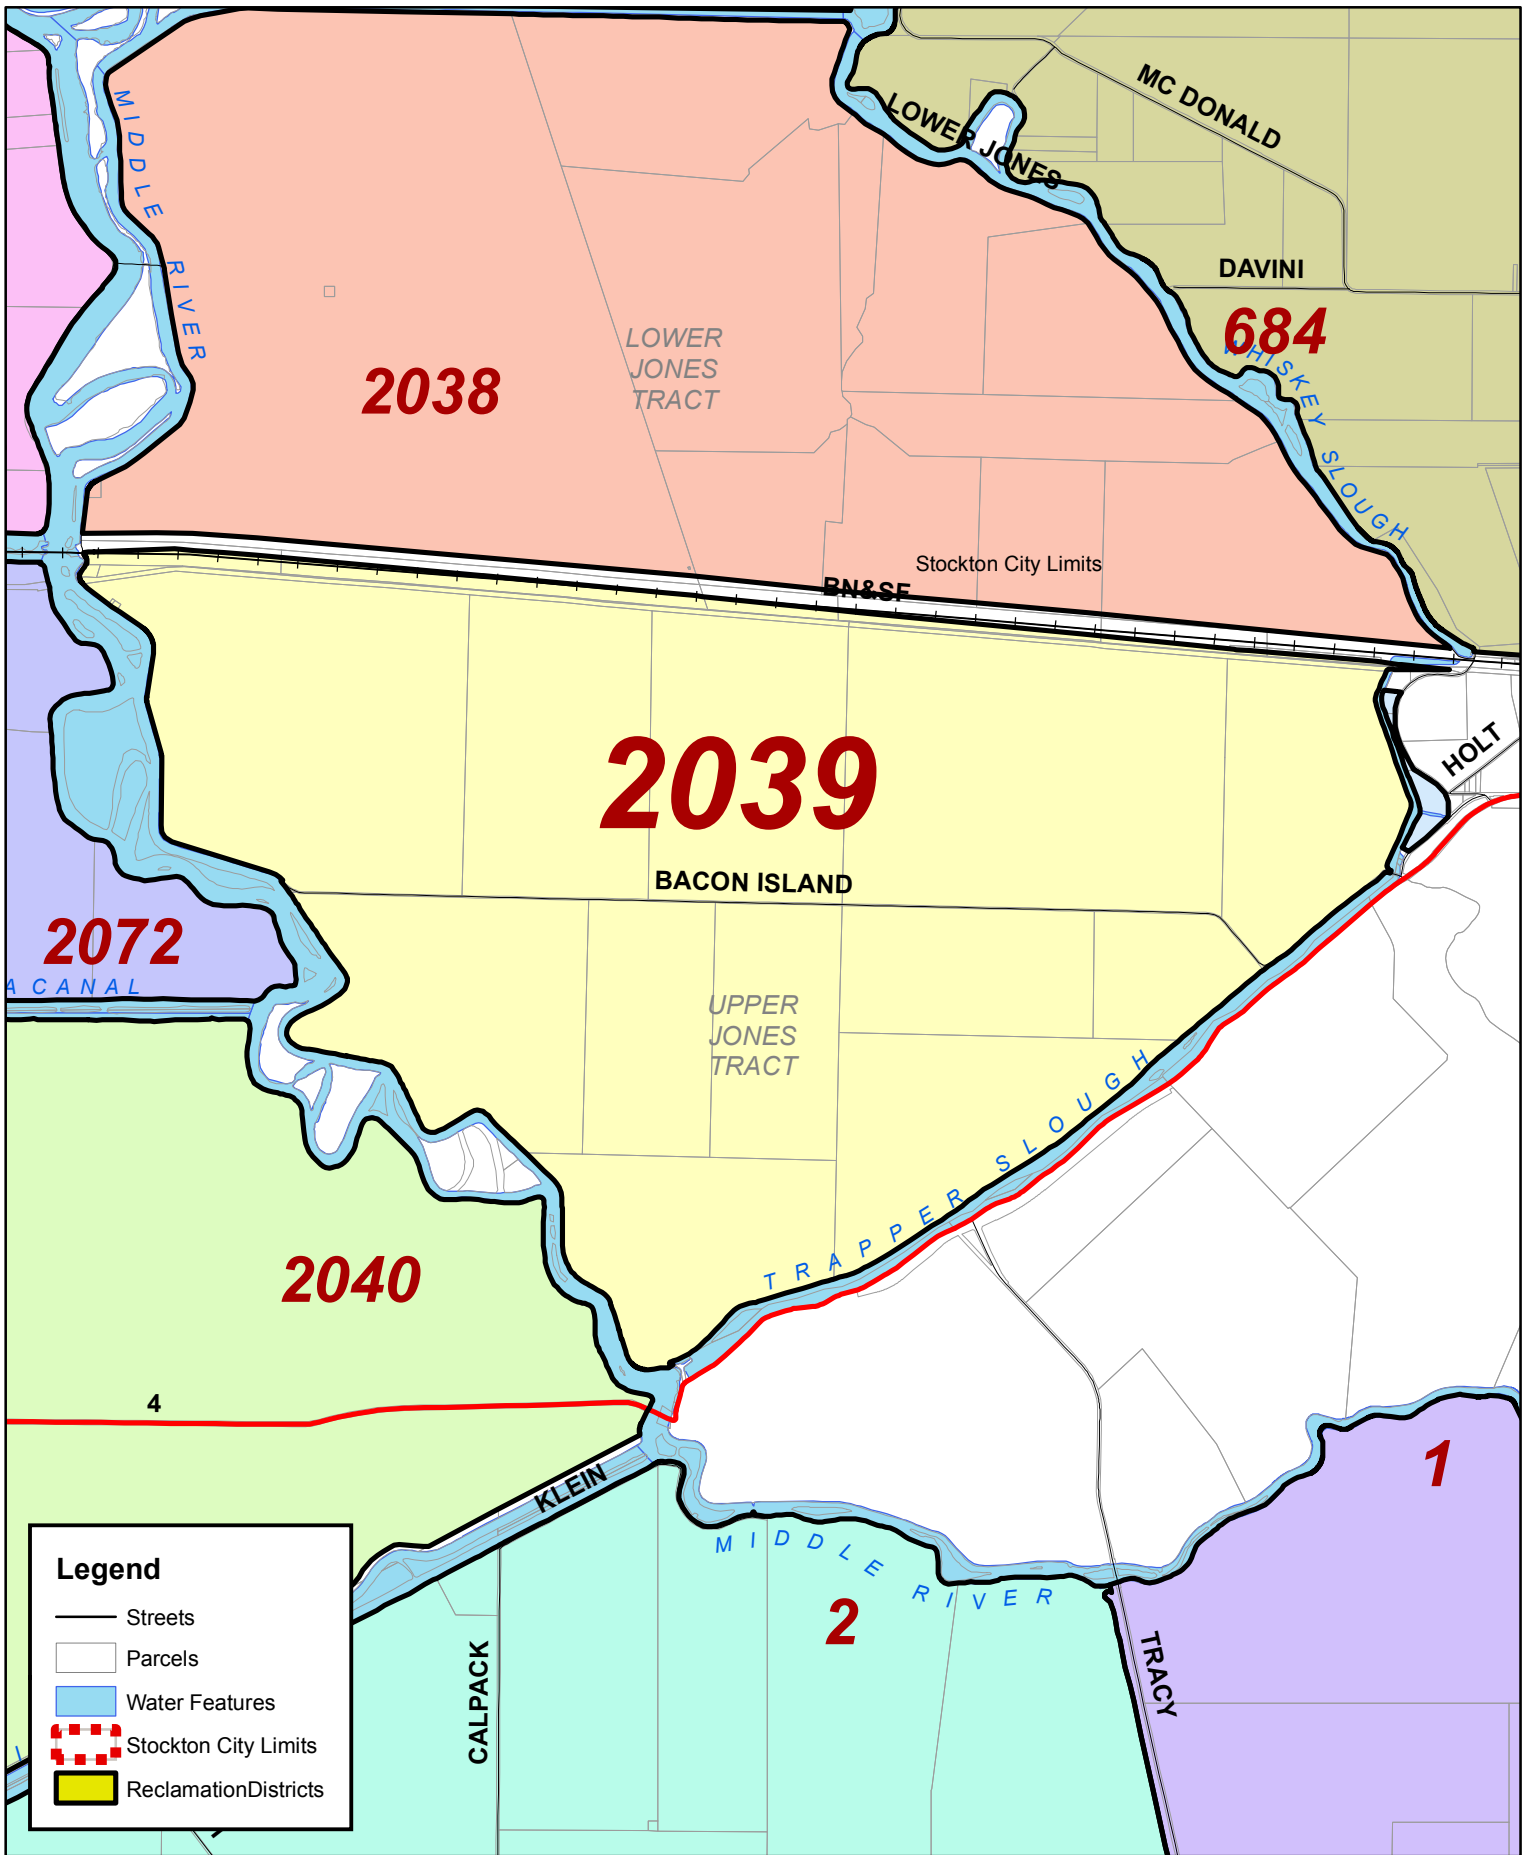 MIDDLE RIVER
MC DONALD
LOWER JONES
DAVINI
684
WHISKEY SLOUGH
LOWER
JONES
TRACT
2038
Stockton City Limits
BN&SF
HOLT
2039
BACON ISLAND
2072
A CANAL
UPPER
JONES
TRACT
TRAPPER SLOUGH
2040
4
KLEIN
1
MIDDLE RIVER
2
TRACY
CALPACK
Legend
Streets
Parcels
Water Features
Stockton City Limits
ReclamationDistricts